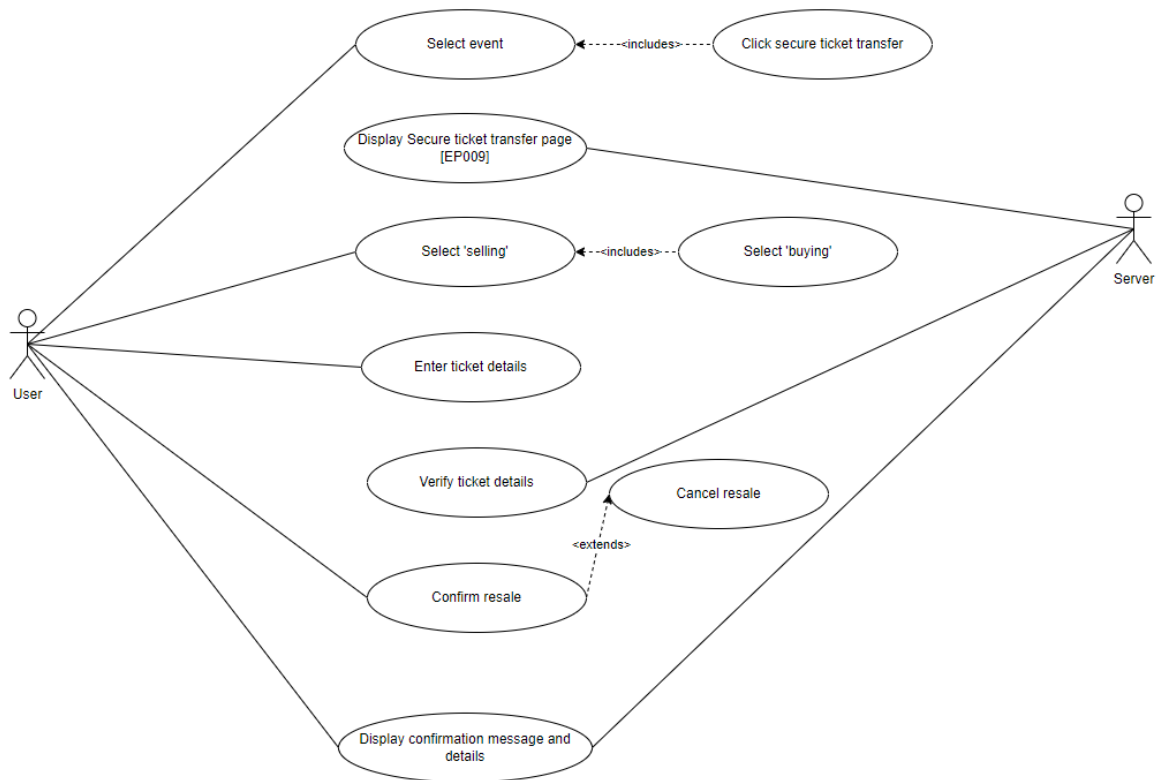 Select event
<includes>
Click secure ticket transfer
Display Secure ticket transfer page
[EP009]
Select 'selling'
<includes>
Select 'buying'
Server
Enter ticket details
User
Verify ticket details
Cancel resale
<extends>
Confirm resale
Display confirmation message and
details